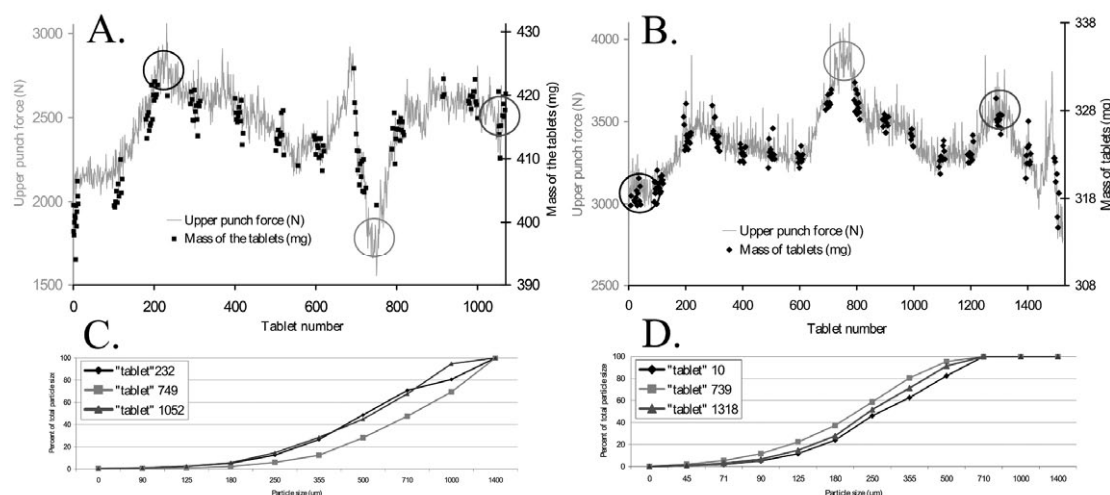 A.
3000
2500
2000
1500
Upper punch force (N)
430
420
410
400
390
Mass of the tablets (mg)
Upper punch force (N)
Mass of the tablets (mg)
0 200 400 600 800 1000
Tablet number
B.
4000
3500
3000
2500
Upper punch force (N)
338
328
318
308
Mass of tablets (mg)
Upper punch force (N)
Mass of tablets (mg)
0 200 400 600 800 1000 1200 1400
Tablet number
C.
100
80
60
40
20
0
Percent of total particle size
"tablet"232
"tablet" 749
"tablet" 1052
0 90 125 180 250 355 500 710 1000 1400
Particle size (um)
D.
100
80
60
40
20
0
Percent of total particle size
"tablet" 10
"tablet" 739
"tablet" 1318
0 45 71 90 125 180 250 355 500 710 1000 1400
Particle size (um)